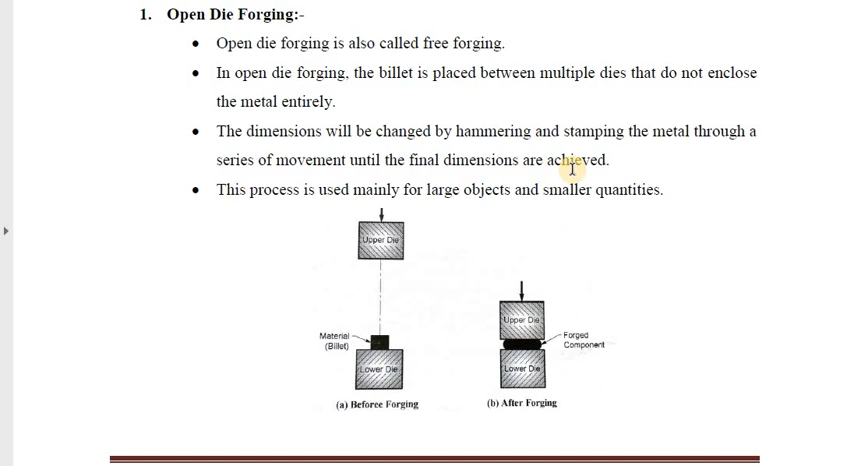 1. Open Die Forging:-
• Open die forging is also called free forging.
• In open die forging, the billet is placed between multiple dies that do not enclose
the metal entirely.
• The dimensions will be changed by hammering and stamping the metal through a
series of movement until the final dimensions are achieved.
• This process is used mainly for large objects and smaller quantities.
Upper Die
Material
(Billet)
Lower Die
(a) Beforee Forging
Upper Die
Forged
Component
Lower Die
(b) After Forging